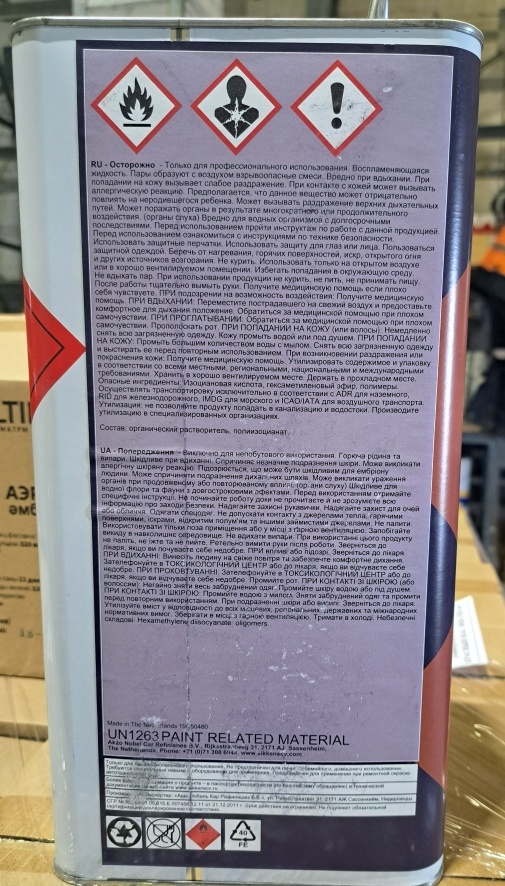 RU - Осторожно - Только для профессионального использования. Воспламеняющаяся
жидкость. Пары образуют с воздухом взрывоопасные смеси. Вредно при вдыхании. При
попадании на кожу вызывает слабое раздражение. При контакте с кожей может вызывать
аллергическую реакцию. Предполагается, что данное вещество может отрицательно
повлиять на неродившегося ребенка. Может вызывать раздражение верхних дыхательных
путей. Может поражать органы в результате многократного или продолжительного
воздействия. (органы слуха) Вредно для водных организмов с долгосрочными
последствиями. Перед использованием пройти инструктаж по работе с данной продукцией.
Перед использованием ознакомиться с инструкциями по технике безопасности.
Использовать защитные перчатки. Использовать защиту для глаз или лица. Пользоваться
защитной одеждой. Беречь от нагревания, горячих поверхностей, искр, открытого огня
и других источников возгорания. Не курить. Использовать только на открытом воздухе
или в хорошо вентилируемом помещении. Избегать попадания в окружающую среду.
Не вдыхать пар. При использовании продукции не курить, не пить, не принимать пищу.
После работы тщательно вымыть руки. Получите медицинскую помощь если плохо
себя чувствуете. ПРИ подозрении на возможность воздействия: Получите медицинскую
помощь. ПРИ ВДЫХАНИИ: Переместите пострадавшего на свежий воздух и предоставьте
комфортное для дыхания положение. Обратиться за медицинской помощью при плохом
самочувствии. ПРИ ПРОГЛАТЫВАНИИ: Обратиться за медицинской помощью при плохом
самочувствии. Прополоскать рот. ПРИ ПОПАДАНИИ НА КОЖУ (или волосы): Немедленно
снять всю загрязненную одежду. Кожу промыть водой или под душем. ПРИ ПОПАДАНИИ
НА КОЖУ: Промыть большим количеством воды с мылом. Снять всю загрязненную одежду
и выстирать ее перед повторным использованием. При возникновении раздражения или
покраснения кожи: Получите медицинскую помощь. Утилизировать содержимое и упаковку
в соответствии со всеми местными, региональными, национальными и международными
требованиями. Хранить в хорошо вентилируемом месте. Держать в прохладном месте.
Опасные ингредиенты: Изоциановая кислота, гексаметиленовый эфир, полимеры.
Осуществлять транспортировку исключительно в соответствии с ADR для наземного,
RID для железнодорожного, IMDG для морского и ICAO/IATA для воздушного транспорта.
Утилизация: не позволяйте продукту попадать в канализацию и водостоки. Производите
утилизацию в специализированных организациях.
Состав: органический растворитель, полиизоцианат.
UA - Попередження - Виключно для непобутового використання. Горюча рідина та
випари. Шкідливе при вдиханні. Спричиняє незначне подразнення шкіри. Може викликати
алергічну шкіряну реакцію. Підозрюється, що може бути шкідливим для ембріону
людини. Може спричиняти подразнення дихальних шляхів. Може викликати ураження
органів при продовженому або повторюваному впливі. (органи слуху) Шкідливе для
водної флори та фауни з довгостроковими ефектами. Перед використанням отримайте
спеціфічні інструкції. Не починайте роботу доки не прочитаєте й не зрозумієте всю
інформацію про заходи безпеки. Надягайте захисні рукавички. Надягайте захист для очей
або обличчя. Одягати спецодяг. Не допускати контакту з джерелами тепла, гарячими
поверхнями, іскрами, відкритим полум'ям та іншими займистими джерелами. Не палити.
Використовувати тільки поза приміщення або у місці з гарною вентиляцією. Запобігайте
викиду в навколишнє середовище. Не вдихати випари. При використанні цього продукту
не паліть, не їжте та не пийте. Ретельно вимити руки після роботи. Зверніться до
лікаря, якщо ви почуваєте себе недобре. ПРИ впливі або підозрі, Зверніться до лікаря.
ПРИ ВДИХАННІ: Винесіть людину на свіже повітря та забезпечте комфортне дихання.
Зателефонуйте в ТОКСИКОЛОГІЧНИЙ ЦЕНТР або до лікаря, якщо ви відчуваєте себе
недобре. ПРИ ПРОКОВТУВАННІ: Зателефонуйте в ТОКСИКОЛОГІЧНИЙ ЦЕНТР або до
лікаря, якщо ви відчуваєте себе недобре. Промийте рот. ПРИ КОНТАКТІ ЗІ ШКІРОЮ (або
волоссям): Негайно зняти весь забруднений одяг. Промийте шкіру водою або під душем.
ПРИ КОНТАКТІ ЗІ ШКІРОЮ: Промийте водою з милом. Зняти забруднений одяг та промити
перед повторним використанням. При подразненні шкіри або висипі: Зверніться до лікаря.
Утилізуйте вміст у відповідності до всіх місцевих, регіональних, державних та міжнародних
нормативних вимог. Зберігати в місці з гарною вентиляцією. Тримати в холоді. Небезпечні
складові: Hexamethylene diisocyanate, oligomers.
Made in The Netherlands
UN1263 PAINT RELATED MATERIAL
Akzo Nobel Car Refinishes B.V., Rijksstraatweg 31, 2171 AJ Sassenheim,
The Netherlands, Phone: +31 (0)71 308 6944, www.sikkenscv.com
40
FE
АЭР